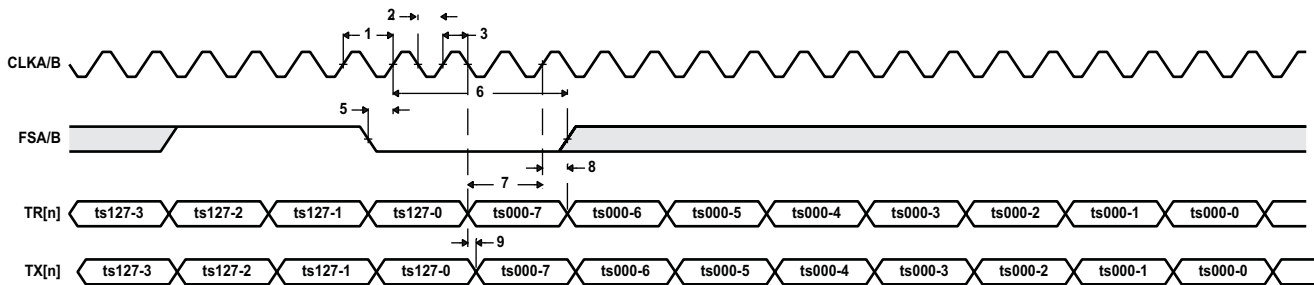 2
1
3
CLKA/B
6
5
FSA/B
8
7
TR[n] ts127-3 ts127-2 ts127-1 ts127-0 ts000-7 ts000-6 ts000-5 ts000-4 ts000-3 ts000-2 ts000-1 ts000-0
9
TX[n] ts127-3 ts127-2 ts127-1 ts127-0 ts000-7 ts000-6 ts000-5 ts000-4 ts000-3 ts000-2 ts000-1 ts000-0